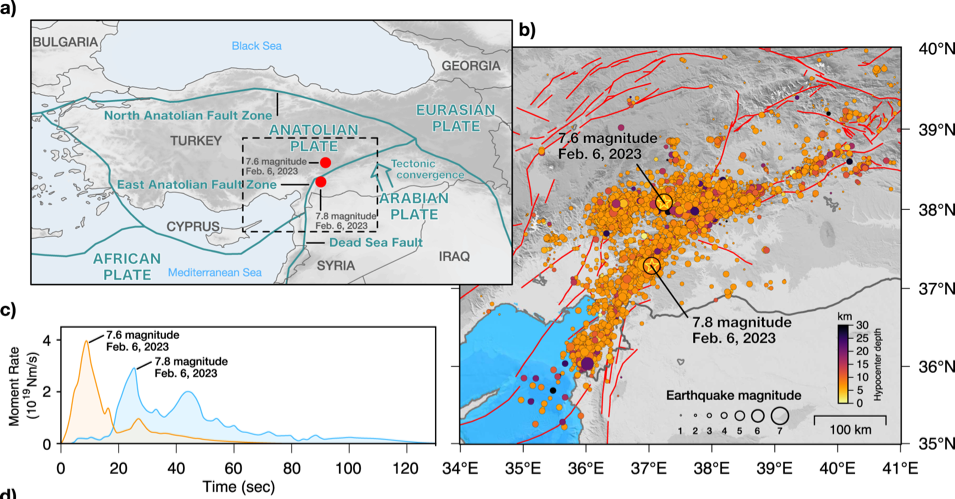 a)
BULGARIA
Black Sea
GEORGIA
North Anatolian Fault Zone
EURASIAN
PLATE
TURKEY
ANATOLIAN
PLATE
7.6 magnitude
Feb. 6, 2023
Tectonic
convergence
East Anatolian Fault Zone
ARABIAN
PLATE
7.8 magnitude
Feb. 6, 2023
CYPRUS
Dead Sea Fault
AFRICAN
PLATE
Mediterranean Sea
SYRIA
IRAQ
b)
40°N
39°N
38°N
37°N
36°N
35°N
7.6 magnitude
Feb. 6, 2023
7.8 magnitude
Feb. 6, 2023
km
30
25
20
15
10
5
0
Hypocenter depth
Earthquake magnitude
1 2 3 4 5 6 7
100 km
34°E 35°E 36°E 37°E 38°E 39°E 40°E 41°E
c)
7.6 magnitude
Feb. 6, 2023
7.8 magnitude
Feb. 6, 2023
Moment Rate
(10¹⁹ Nm/s)
4
2
0
0 20 40 60 80 100 120
Time (sec)
d)